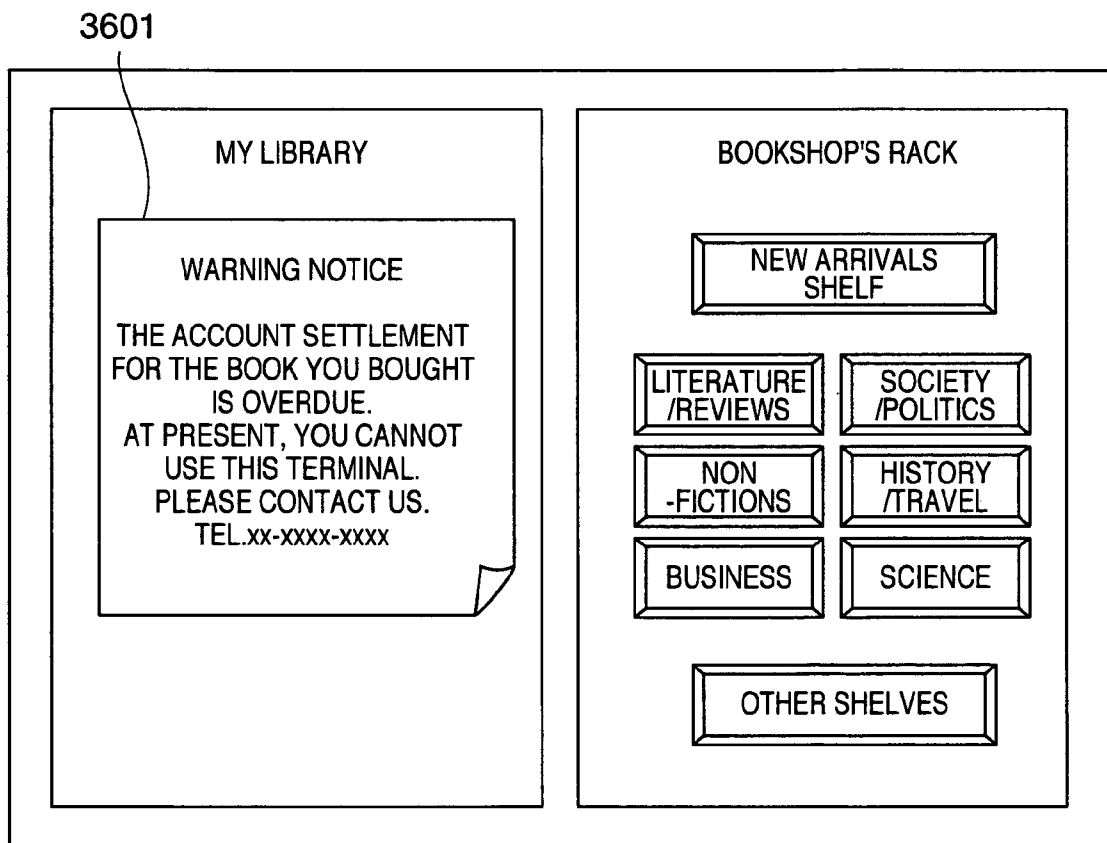 3601
MY LIBRARY
WARNING NOTICE
THE ACCOUNT SETTLEMENT
FOR THE BOOK YOU BOUGHT
IS OVERDUE.
AT PRESENT, YOU CANNOT
USE THIS TERMINAL.
PLEASE CONTACT US.
TEL.xx-xxxx-xxxx
BOOKSHOP'S RACK
NEW ARRIVALS
SHELF
LITERATURE
/REVIEWS
SOCIETY
/POLITICS
NON
-FICTIONS
HISTORY
/TRAVEL
BUSINESS
SCIENCE
OTHER SHELVES